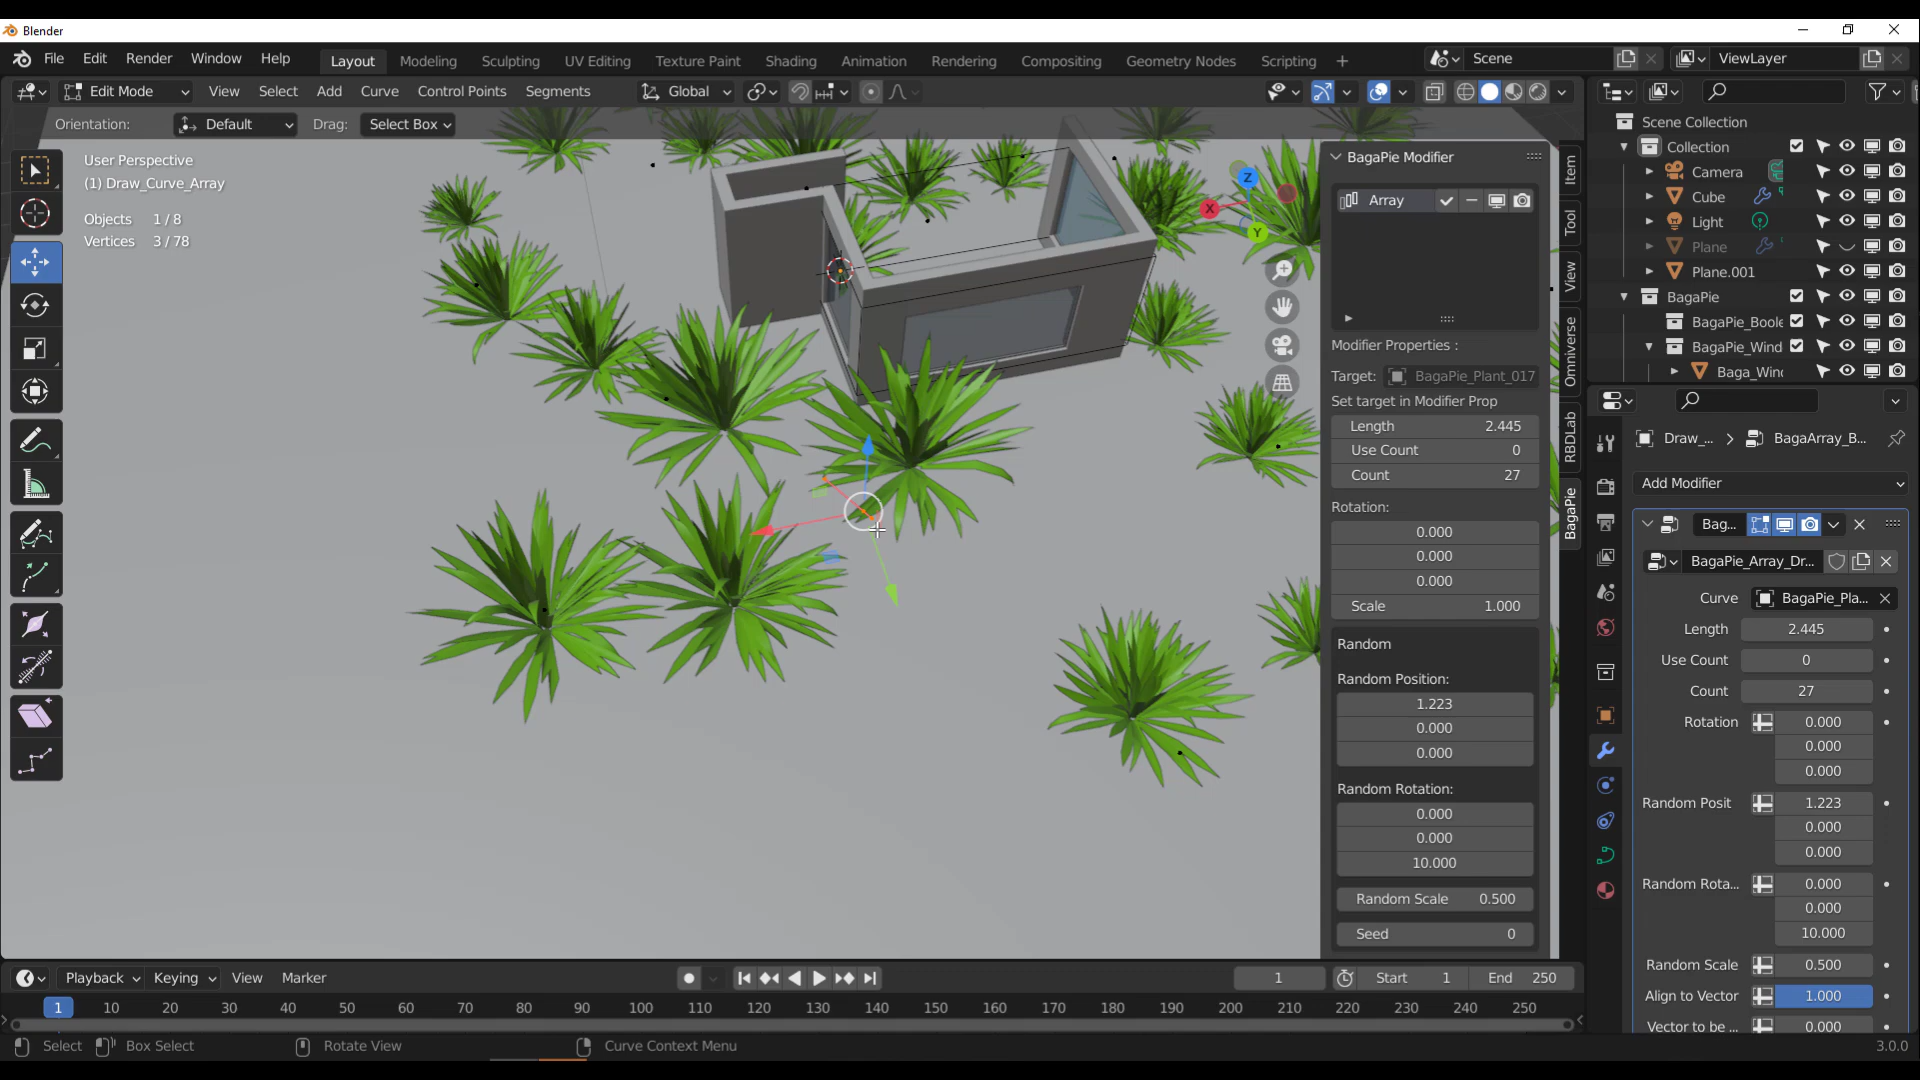 Blender
File Edit Render Window Help Layout Modeling Sculpting UV Editing Texture Paint Shading Animation Rendering Compositing Geometry Nodes Scripting + Scene ViewLayer
Edit Mode View Select Add Curve Control Points Segments Global
Orientation: Default Drag: Select Box
User Perspective
(1) Draw_Curve_Array
Objects 1 / 8
Vertices 3 / 78
X
Y
Z
BagaPie Modifier
Array
Modifier Properties :
Target: BagaPie_Plant_017
Set target in Modifier Prop
Length 2.445
Use Count 0
Count 27
Rotation:
0.000
0.000
0.000
Scale 1.000
Random
Random Position:
1.223
0.000
0.000
Random Rotation:
0.000
0.000
10.000
Random Scale 0.500
Seed 0
Item
Tool
View
Omniverse
RBDLab
BagaPie
Scene Collection
Collection
Camera
Cube
Light
Plane
Plane.001
BagaPie
BagaPie_Boole
BagaPie_Wind
Baga_Winc
Draw_... > BagaArray_B...
Add Modifier
Bag...
BagaPie_Array_Dr...
Curve BagaPie_Pla...
Length 2.445
Use Count 0
Count 27
Rotation 0.000
0.000
0.000
Random Posit 1.223
0.000
0.000
Random Rota... 0.000
0.000
10.000
Random Scale 0.500
Align to Vector 1.000
Vector to be ... 0.000
Playback Keying View Marker 1 Start 1 End 250
1 10 20 30 40 50 60 70 80 90 100 110 120 130 140 150 160 170 180 190 200 210 220 230 240 250
Select Box Select Rotate View Curve Context Menu 3.0.0